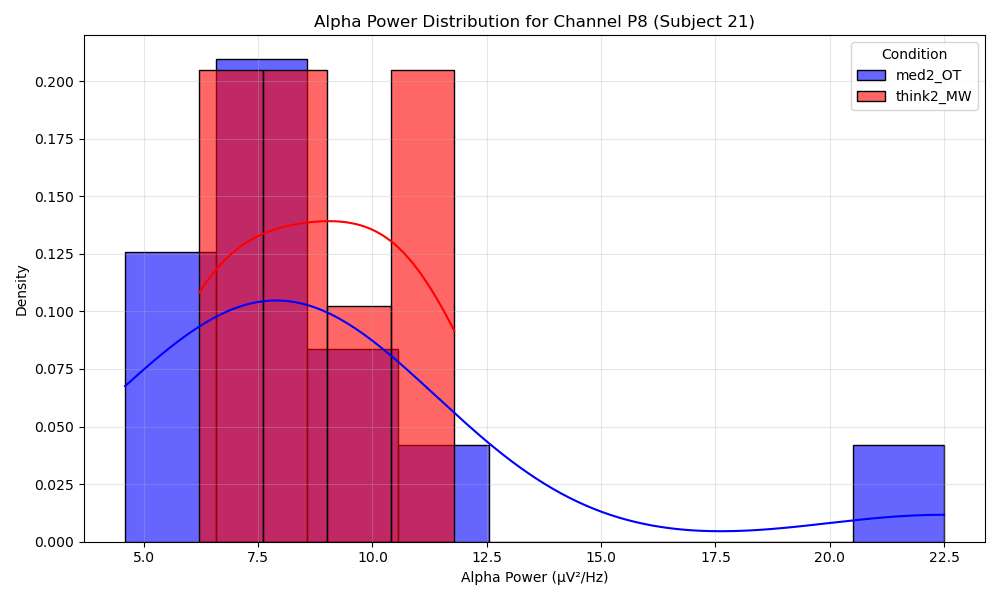 Alpha Power Distribution for Channel P8 (Subject 21)
Condition
med2_OT
think2_MW
Density
0.200
0.175
0.150
0.125
0.100
0.075
0.050
0.025
0.000
5.0 7.5 10.0 12.5 15.0 17.5 20.0 22.5
Alpha Power (μV²/Hz)